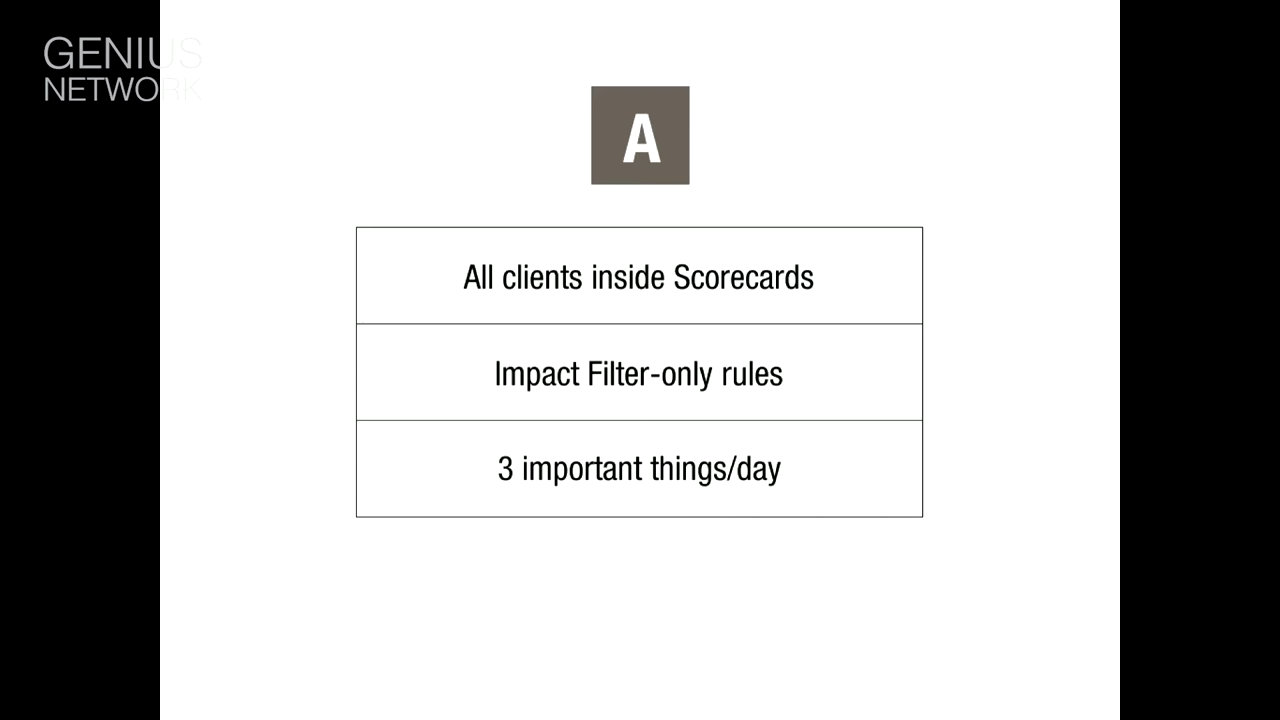 GENIUS
NETWORK
A
All clients inside Scorecards
Impact Filter-only rules
3 important things/day